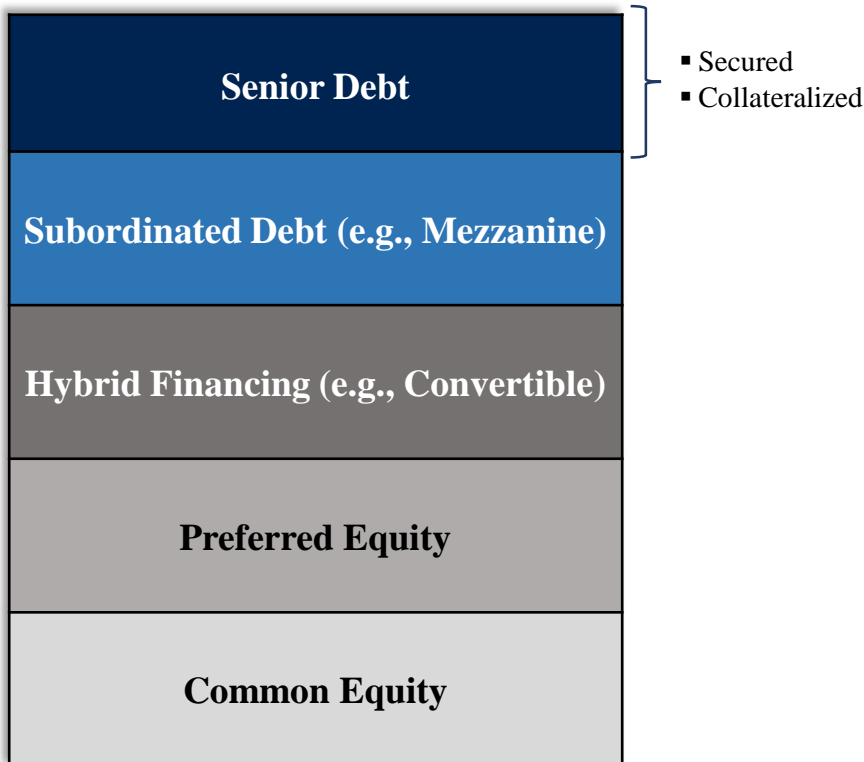 Senior Debt
▪ Secured
▪ Collateralized
Subordinated Debt (e.g., Mezzanine)
Hybrid Financing (e.g., Convertible)
Preferred Equity
Common Equity